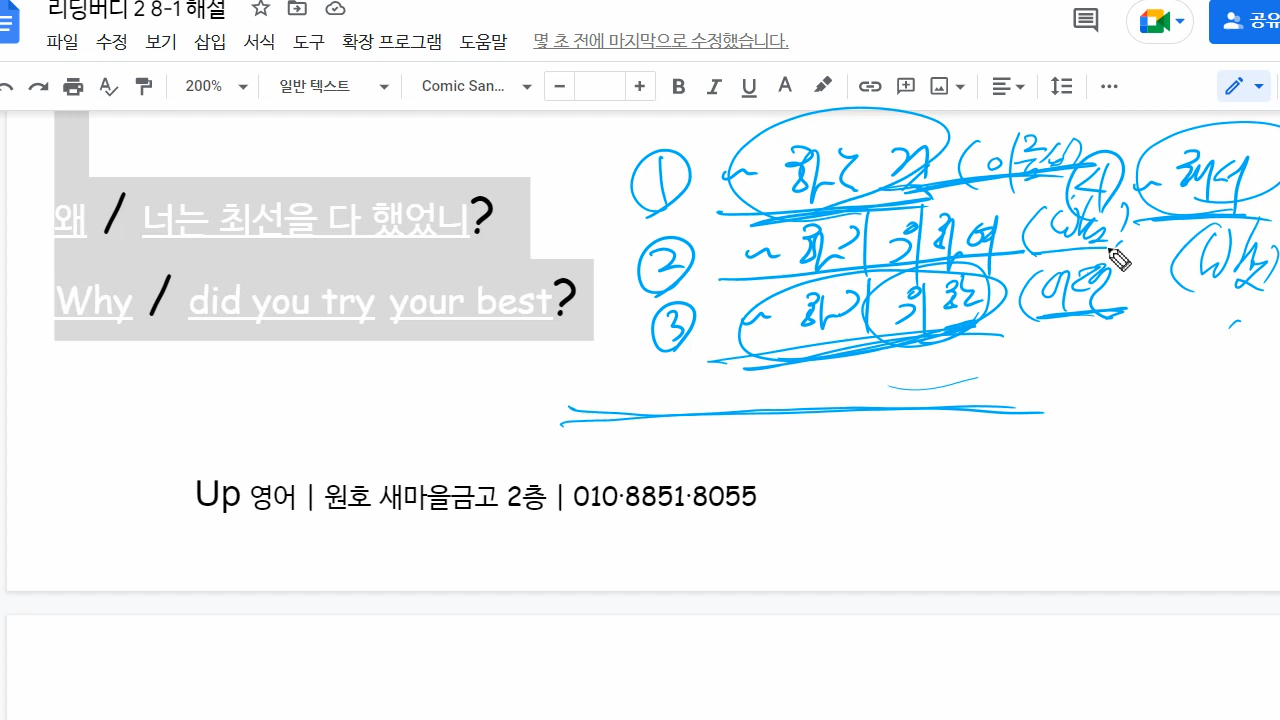 리딩버디 2 8-1 해설
파일 수정 보기 삽입 서식 도구 확장 프로그램 도움말 몇 초 전에 마지막으로 수정했습니다.
공유
200% 일반 텍스트 Comic San... − + B I U A
① ~ 하는 것 ④ ~ 해서
왜 / 너는 최선을 다 했었니?
② ~ 하기 위하여
Why / did you try your best?
③ ~ 하기 위한
Up 영어 | 원호 새마을금고 2층 | 010·8851·8055